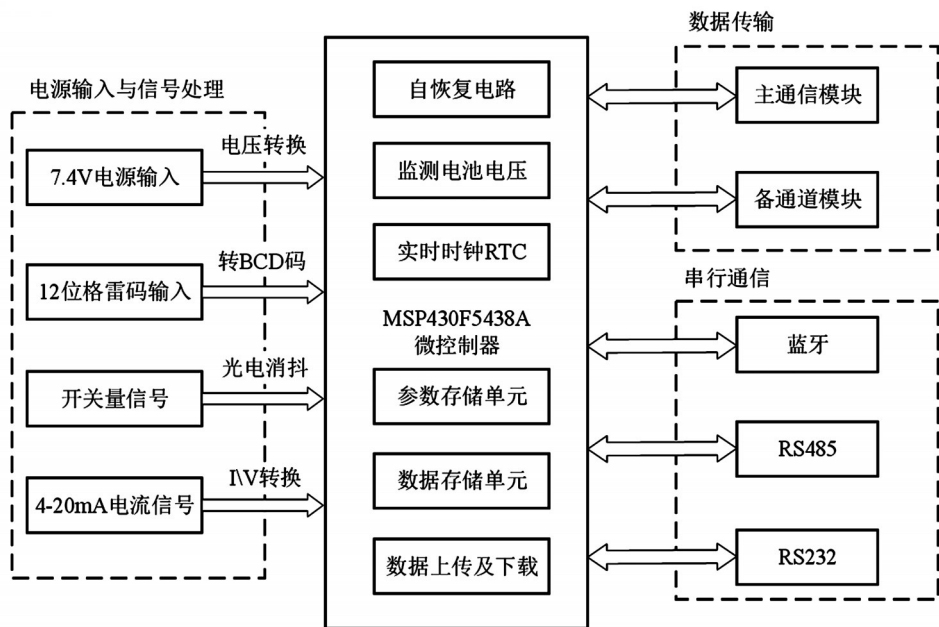 电源输入与信号处理
7.4V电源输入
电压转换
12位格雷码输入
转BCD码
开关量信号
光电消抖
4-20mA电流信号
I\V转换
自恢复电路
监测电池电压
实时时钟RTC
MSP430F5438A
微控制器
参数存储单元
数据存储单元
数据上传及下载
数据传输
主通信模块
备通道模块
串行通信
蓝牙
RS485
RS232